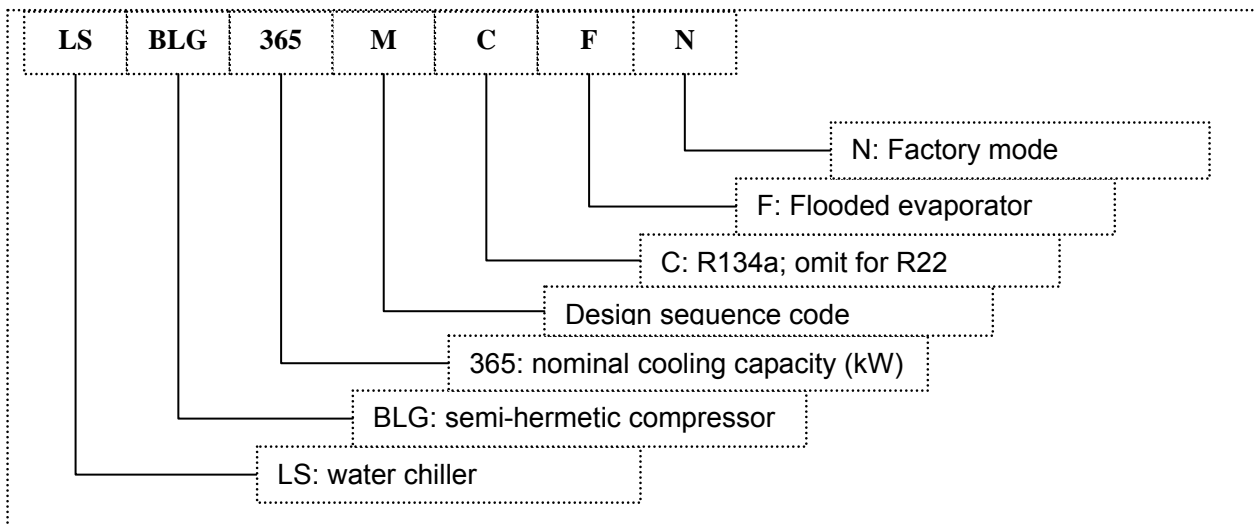 LS BLG 365 M C F N
N: Factory mode
F: Flooded evaporator
C: R134a; omit for R22
Design sequence code
365: nominal cooling capacity (kW)
BLG: semi-hermetic compressor
LS: water chiller